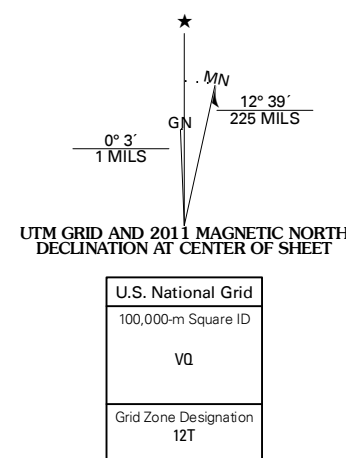 ★
MN
12° 39´
225 MILS
GN
0° 3´
1 MILS
UTM GRID AND 2011 MAGNETIC NORTH
DECLINATION AT CENTER OF SHEET
U.S. National Grid
100,000-m Square ID
VQ
Grid Zone Designation
12T